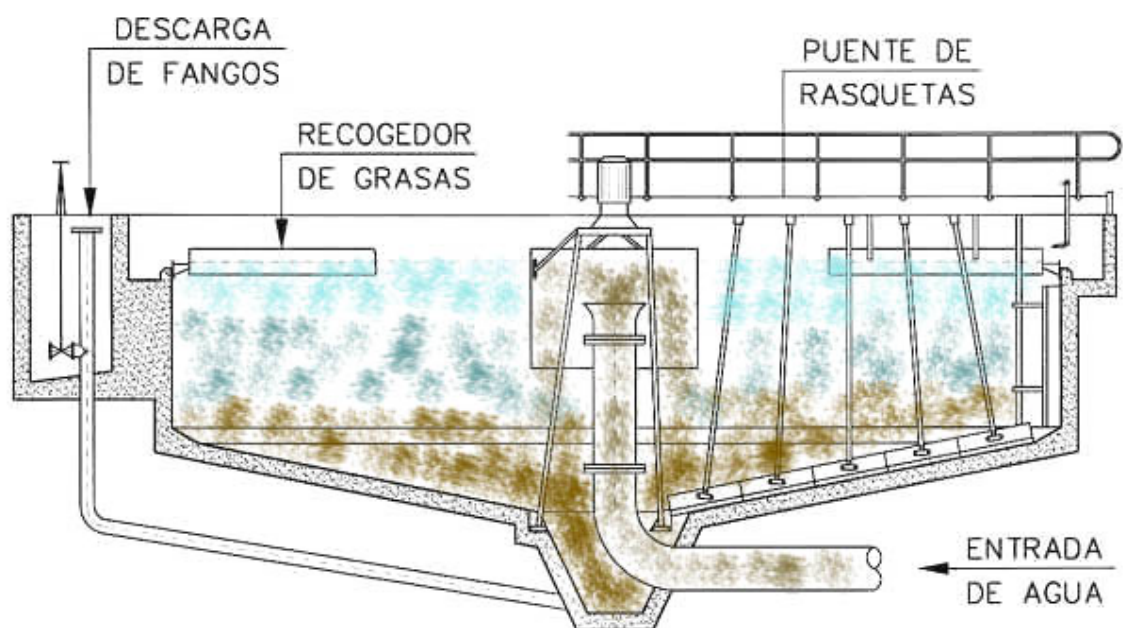 DESCARGA
DE FANGOS
RECOGEDOR
DE GRASAS
PUENTE DE
RASQUETAS
ENTRADA
DE AGUA